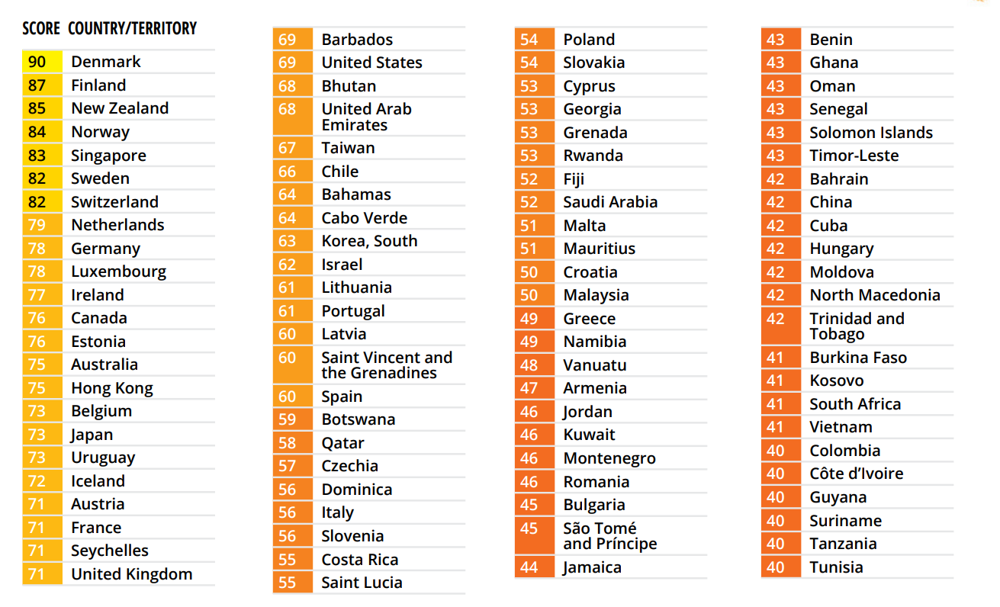 SCORE COUNTRY/TERRITORY
90 Denmark
87 Finland
85 New Zealand
84 Norway
83 Singapore
82 Sweden
82 Switzerland
79 Netherlands
78 Germany
78 Luxembourg
77 Ireland
76 Canada
76 Estonia
75 Australia
75 Hong Kong
73 Belgium
73 Japan
73 Uruguay
72 Iceland
71 Austria
71 France
71 Seychelles
71 United Kingdom
69 Barbados
69 United States
68 Bhutan
68 United Arab
Emirates
67 Taiwan
66 Chile
64 Bahamas
64 Cabo Verde
63 Korea, South
62 Israel
61 Lithuania
61 Portugal
60 Latvia
60 Saint Vincent and
the Grenadines
60 Spain
59 Botswana
58 Qatar
57 Czechia
56 Dominica
56 Italy
56 Slovenia
55 Costa Rica
55 Saint Lucia
54 Poland
54 Slovakia
53 Cyprus
53 Georgia
53 Grenada
53 Rwanda
52 Fiji
52 Saudi Arabia
51 Malta
51 Mauritius
50 Croatia
50 Malaysia
49 Greece
49 Namibia
48 Vanuatu
47 Armenia
46 Jordan
46 Kuwait
46 Montenegro
46 Romania
45 Bulgaria
45 São Tomé
and Príncipe
44 Jamaica
43 Benin
43 Ghana
43 Oman
43 Senegal
43 Solomon Islands
43 Timor-Leste
42 Bahrain
42 China
42 Cuba
42 Hungary
42 Moldova
42 North Macedonia
42 Trinidad and
Tobago
41 Burkina Faso
41 Kosovo
41 South Africa
41 Vietnam
40 Colombia
40 Côte d’Ivoire
40 Guyana
40 Suriname
40 Tanzania
40 Tunisia